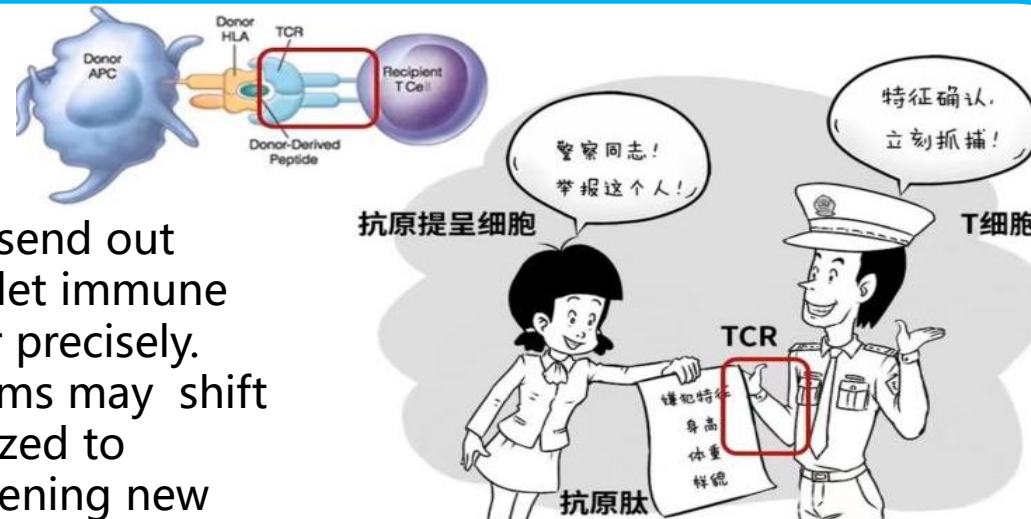 Donor
APC
Donor
HLA
TCR
Donor-Derived
Peptide
Recipient
T Cell
send out
let immune
precisely.
ms may shift
zed to
ening new
抗原提呈细胞
警察同志!
举报这个人!
特征确认,
立刻抓捕!
T细胞
TCR
嫌犯特征
身高
体重
样貌
抗原肽